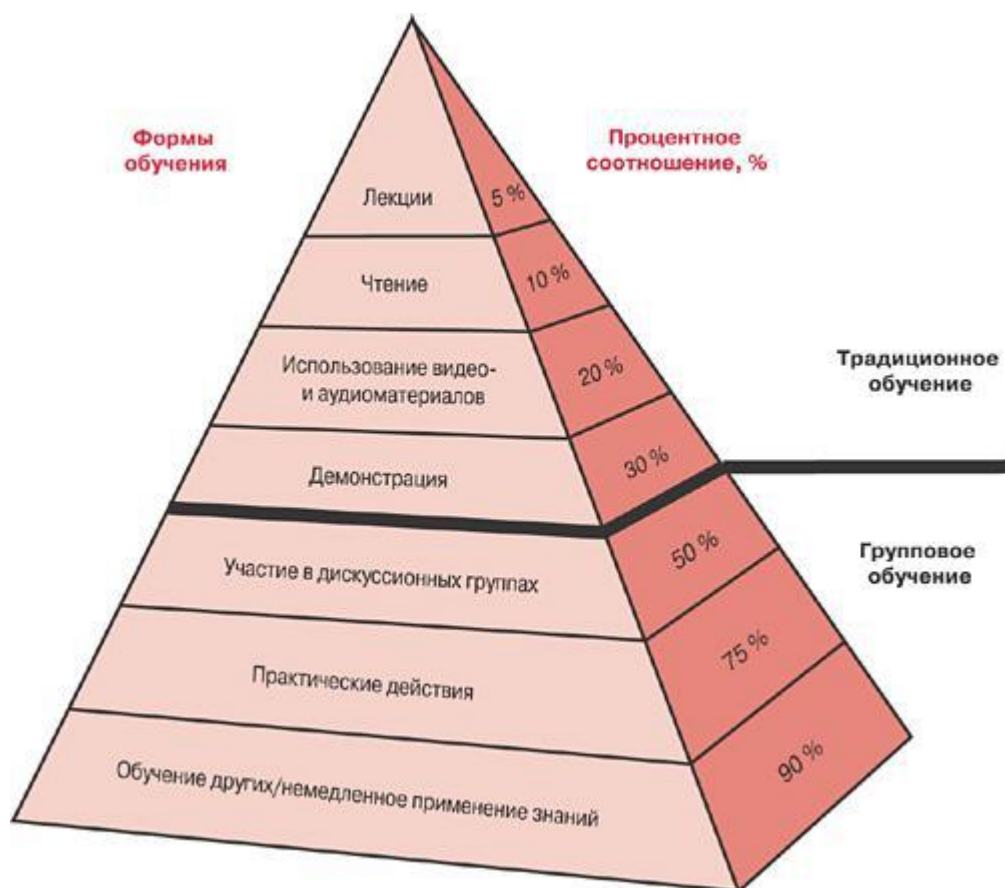 Формы
обучения
Процентное
соотношение, %
Лекции
5 %
Чтение
10 %
Использование видео-
и аудиоматериалов
20 %
Демонстрация
30 %
Традиционное
обучение
Участие в дискуссионных группах
50 %
Групповое
обучение
Практические действия
75 %
Обучение других/немедленное применение знаний
90 %